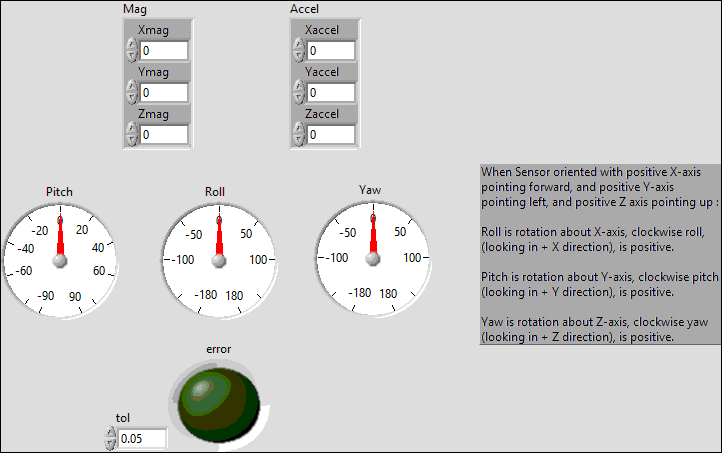 Mag
Accel
Xmag
0
Ymag
0
Zmag
0
Xaccel
0
Yaccel
0
Zaccel
0
Pitch
0
-20
20
-40
40
-60
60
-90
90
Roll
0
-50
50
-100
100
-180
180
Yaw
0
-50
50
-100
100
-180
180
When Sensor oriented with positive X-axis
pointing forward, and positive Y-axis
pointing left, and positive Z axis pointing up :
Roll is rotation about X-axis, clockwise roll,
(looking in + X direction), is positive.
Pitch is rotation about Y-axis, clockwise pitch
(looking in + Y direction), is positive.
Yaw is rotation about Z-axis, clockwise yaw
(looking in + Z direction), is positive.
error
tol
0.05